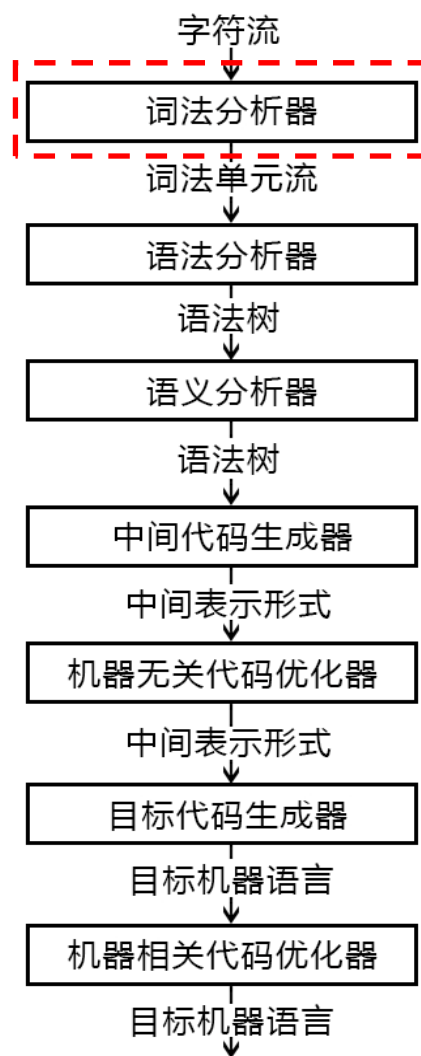 字符流
词法分析器
词法单元流
语法分析器
语法树
语义分析器
语法树
中间代码生成器
中间表示形式
机器无关代码优化器
中间表示形式
目标代码生成器
目标机器语言
机器相关代码优化器
目标机器语言